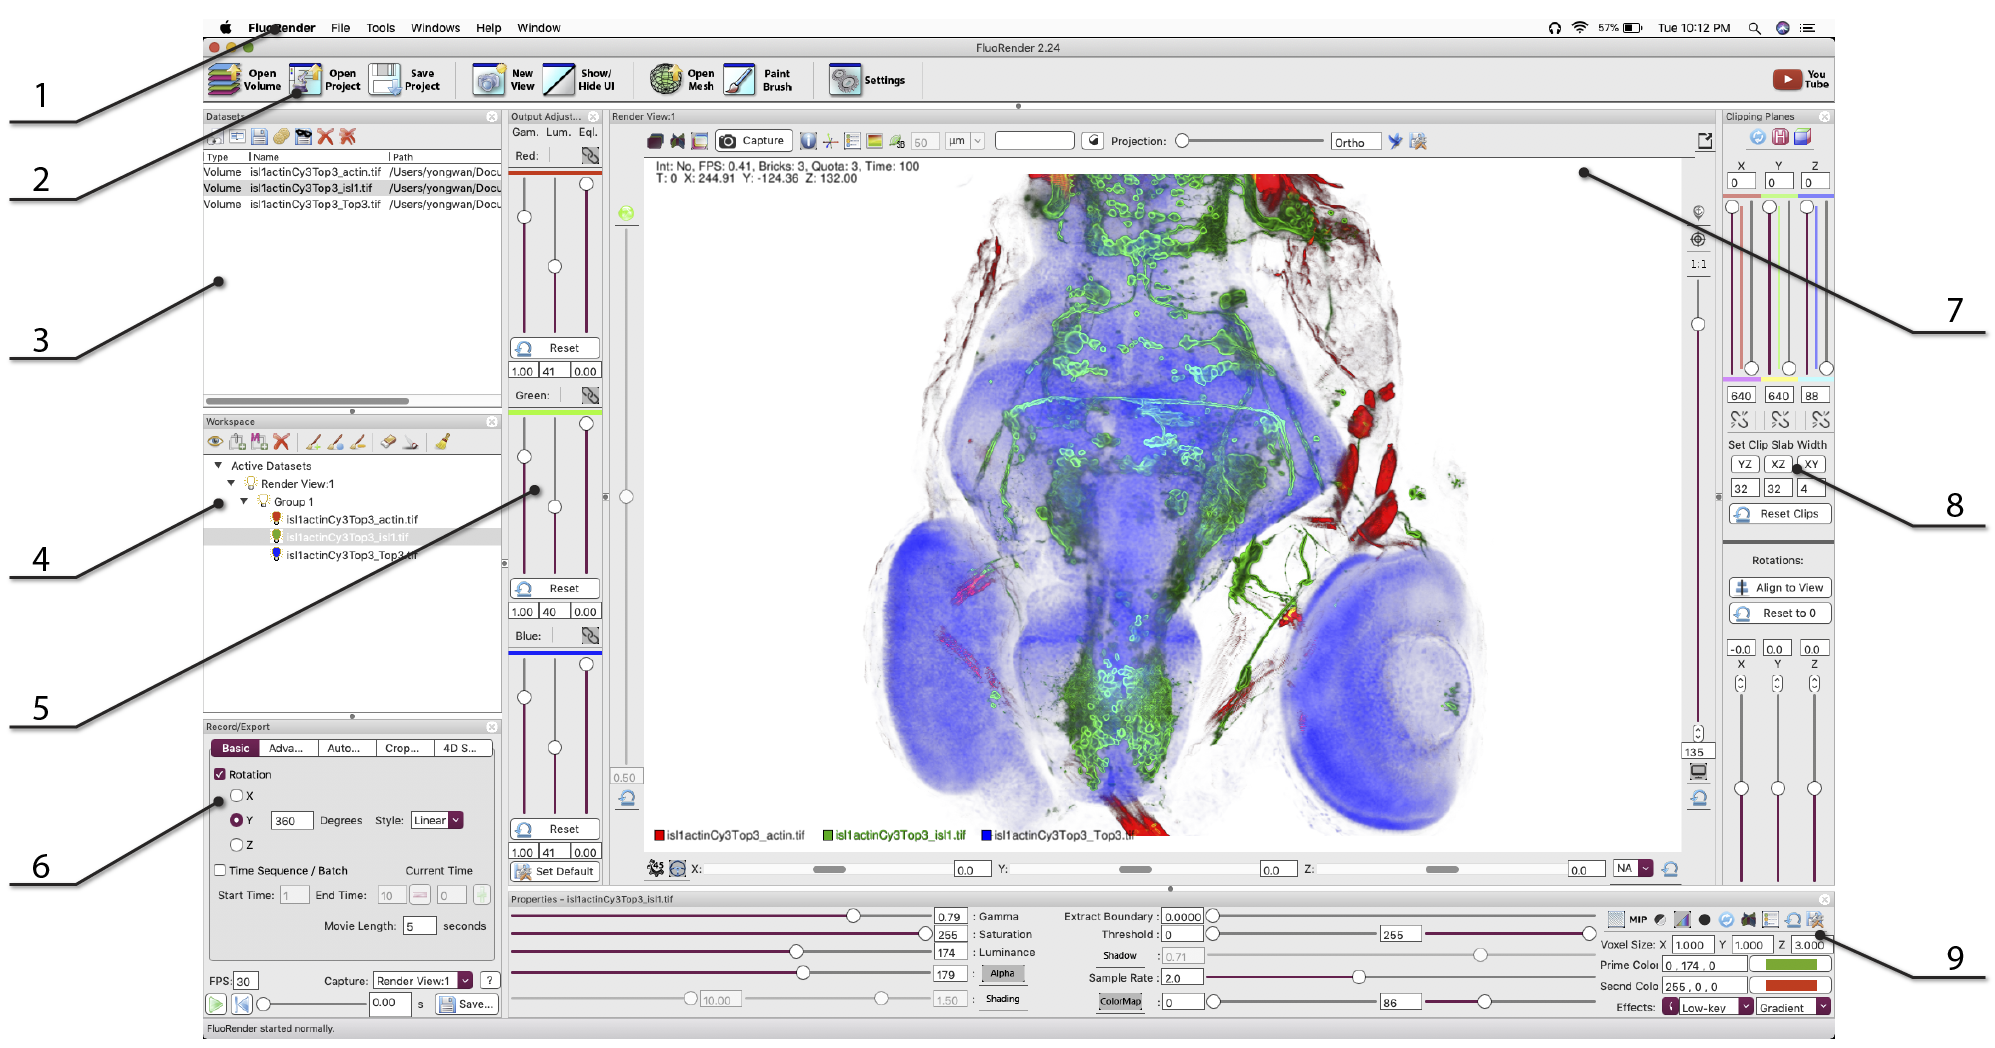 FluoRender File Tools Windows Help Window 57% Tue 10:12 PM
FluoRender 2.24
Open Volume Open Project Save Project New View Show/ Hide UI Open Mesh Paint Brush Settings You Tube
1
2
3
4
5
6
7
8
9
Datasets
Type Name Path
Volume isl1actinCy3Top3_actin.tif /Users/yongwan/Docu
Volume isl1actinCy3Top3_isl1.tif /Users/yongwan/Docu
Volume isl1actinCy3Top3_Top3.tif /Users/yongwan/Docu
Workspace
Active Datasets
Render View:1
Group 1
isl1actinCy3Top3_actin.tif
isl1actinCy3Top3_isl1.tif
isl1actinCy3Top3_Top3.tif
Record/Export
Basic Adva... Auto... Crop... 4D S...
Rotation
X
Y 360 Degrees Style: Linear
Z
Time Sequence / Batch Current Time
Start Time: 1 End Time: 10 0
Movie Length: 5 seconds
FPS: 30 Capture: Render View:1 ?
0.00 s Save...
FluoRender started normally.
Output Adjust...
Gam. Lum. Eql.
Red:
Reset
1.00 41 0.00
Green:
Reset
1.00 40 0.00
Blue:
Reset
1.00 41 0.00
Set Default
Render View:1
Capture 3D 50 µm Projection: Ortho
Int: No, FPS: 0.41, Bricks: 3, Quota: 3, Time: 100
T: 0 X: 244.91 Y: -124.36 Z: 132.00
0.50
1:1
135
isl1actinCy3Top3_actin.tif isl1actinCy3Top3_isl1.tif isl1actinCy3Top3_Top3.tif
45 X: 0.0 Y: 0.0 Z: 0.0 NA
Clipping Planes
X Y Z
0 0 0
640 640 88
Set Clip Slab Width
YZ XZ XY
32 32 4
Reset Clips
Rotations:
Align to View
Reset to 0
-0.0 0.0 0.0
X Y Z
Properties - isl1actinCy3Top3_isl1.tif
0.79 : Gamma Extract Boundary : 0.0000 MIP
255 : Saturation Threshold : 0 255
174 : Luminance Shadow : 0.71 Voxel Size: X 1.000 Y 1.000 Z 3.000
179 : Alpha Sample Rate : 2.0 Prime Color 0 , 174 , 0
10.00 1.50 : Shading ColorMap : 0 86 Secnd Colo 255 , 0 , 0
Effects: Low-key Gradient